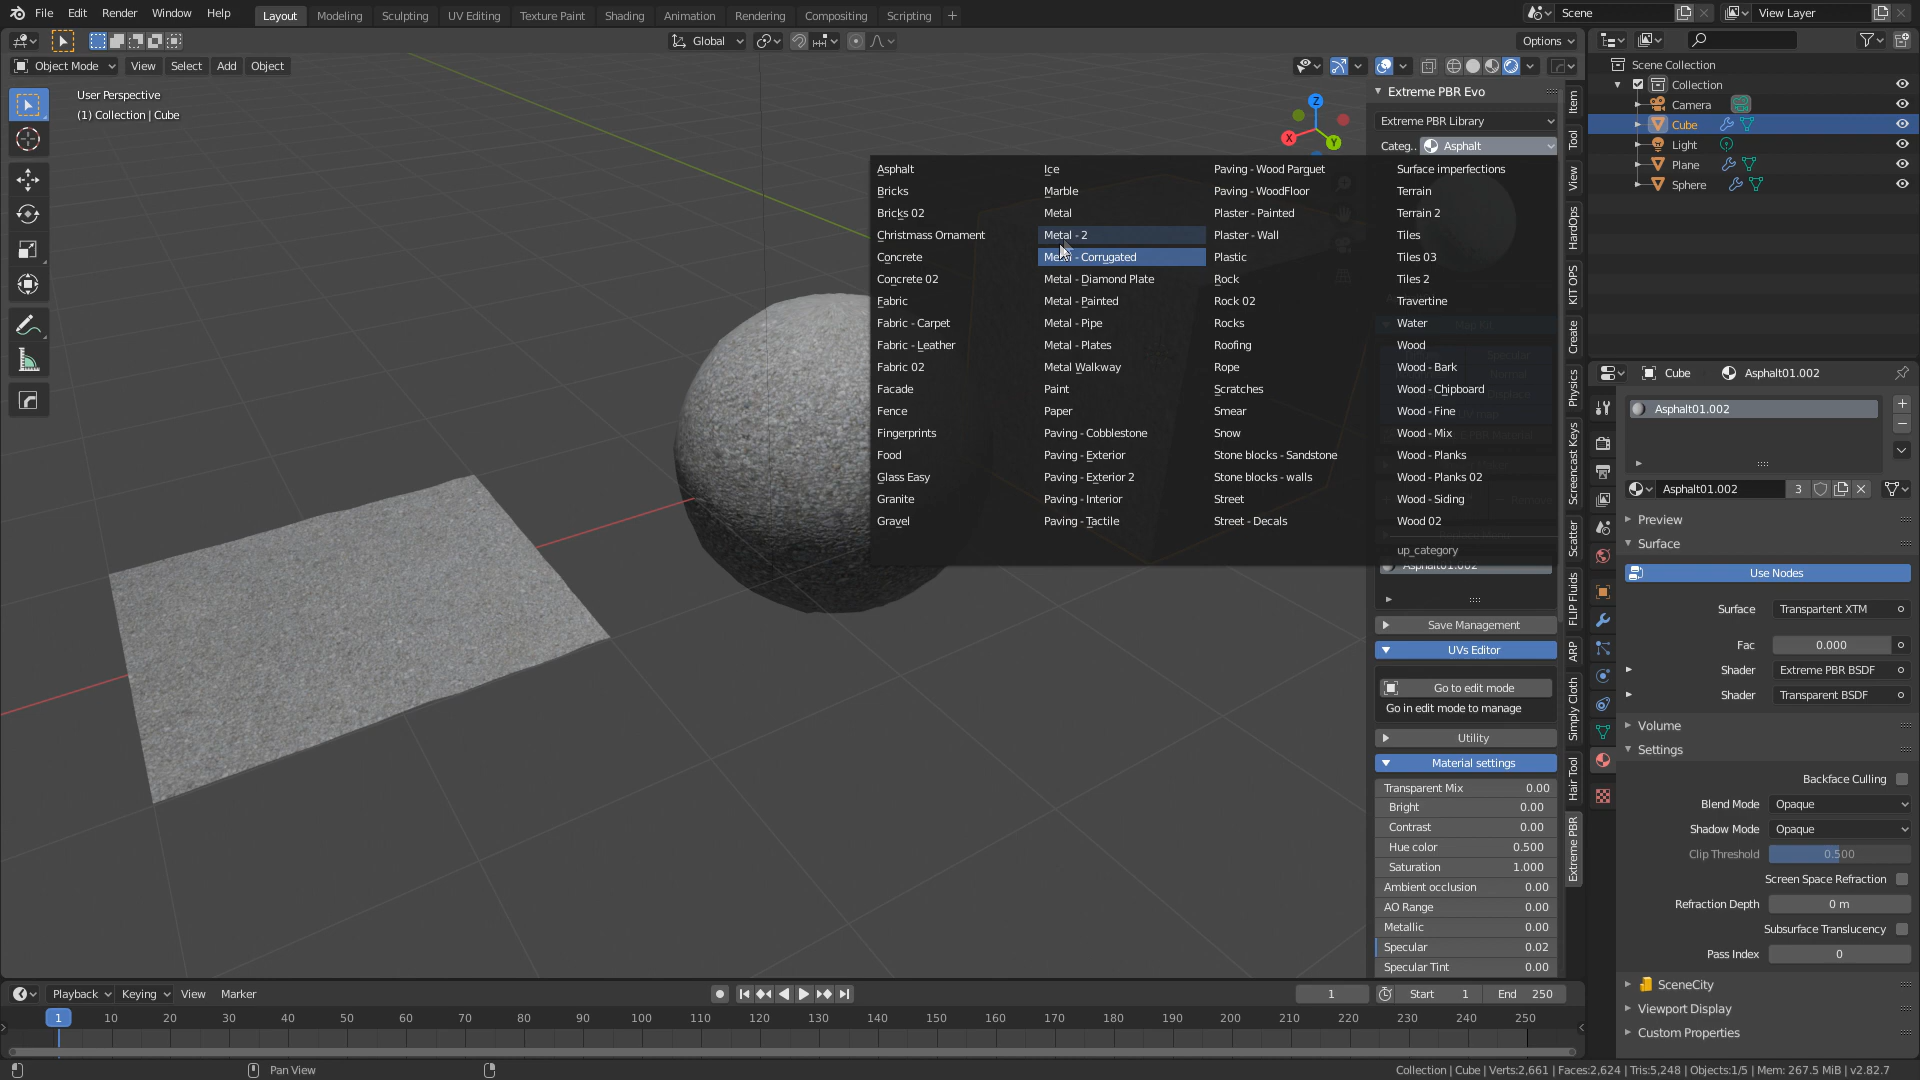 File Edit Render Window Help
Layout Modeling Sculpting UV Editing Texture Paint Shading Animation Rendering Compositing Scripting +
Scene
View Layer
Global
Options
Object Mode View Select Add Object
User Perspective
(1) Collection | Cube
Z
X
Y
Extreme PBR Evo
Extreme PBR Library
Categ.. Asphalt
Asphalt Ice Paving - Wood Parguet Surface imperfections
Bricks Marble Paving - WoodFloor Terrain
Bricks 02 Metal Plaster - Painted Terrain 2
Christmass Ornament Metal - 2 Plaster - Wall Tiles
Concrete Metal - Corrugated Plastic Tiles 03
Concrete 02 Metal - Diamond Plate Rock Tiles 2
Fabric Metal - Painted Rock 02 Travertine
Fabric - Carpet Metal - Pipe Rocks Water
Fabric - Leather Metal - Plates Roofing Wood
Fabric 02 Metal Walkway Rope Wood - Bark
Facade Paint Scratches Wood - Chipboard
Fence Paper Smear Wood - Fine
Fingerprints Paving - Cobblestone Snow Wood - Mix
Food Paving - Exterior Stone blocks - Sandstone Wood - Planks
Glass Easy Paving - Exterior 2 Stone blocks - walls Wood - Planks 02
Granite Paving - Interior Street Wood - Siding
Gravel Paving - Tactile Street - Decals Wood 02
up_category
Asphalt01.002
Save Management
UVs Editor
Go to edit mode
Go in edit mode to manage
Utility
Material settings
Transparent Mix 0.00
Bright 0.00
Contrast 0.00
Hue color 0.500
Saturation 1.000
Ambient occlusion 0.00
AO Range 0.00
Metallic 0.00
Specular 0.02
Specular Tint 0.00
Item
Tool
View
HardOps
KIT OPS
Create
Physics
Screencast Keys
Scatter
FLIP Fluids
ARP
Simply Cloth
Hair Tool
Extreme PBR
Scene Collection
Collection
Camera
Cube
Light
Plane
Sphere
Cube Asphalt01.002
Asphalt01.002
Asphalt01.002 3
Preview
Surface
Use Nodes
Surface Transpartent XTM
Fac 0.000
Shader Extreme PBR BSDF
Shader Transparent BSDF
Volume
Settings
Backface Culling
Blend Mode Opaque
Shadow Mode Opaque
Clip Threshold 0.500
Screen Space Refraction
Refraction Depth 0 m
Subsurface Translucency
Pass Index 0
SceneCity
Viewport Display
Custom Properties
Playback Keying View Marker
1 Start 1 End 250
1 10 20 30 40 50 60 70 80 90 100 110 120 130 140 150 160 170 180 190 200 210 220 230 240 250
Pan View
Collection | Cube | Verts:2,661 | Faces:2,624 | Tris:5,248 | Objects:1/5 | Mem: 267.5 MiB | v2.82.7